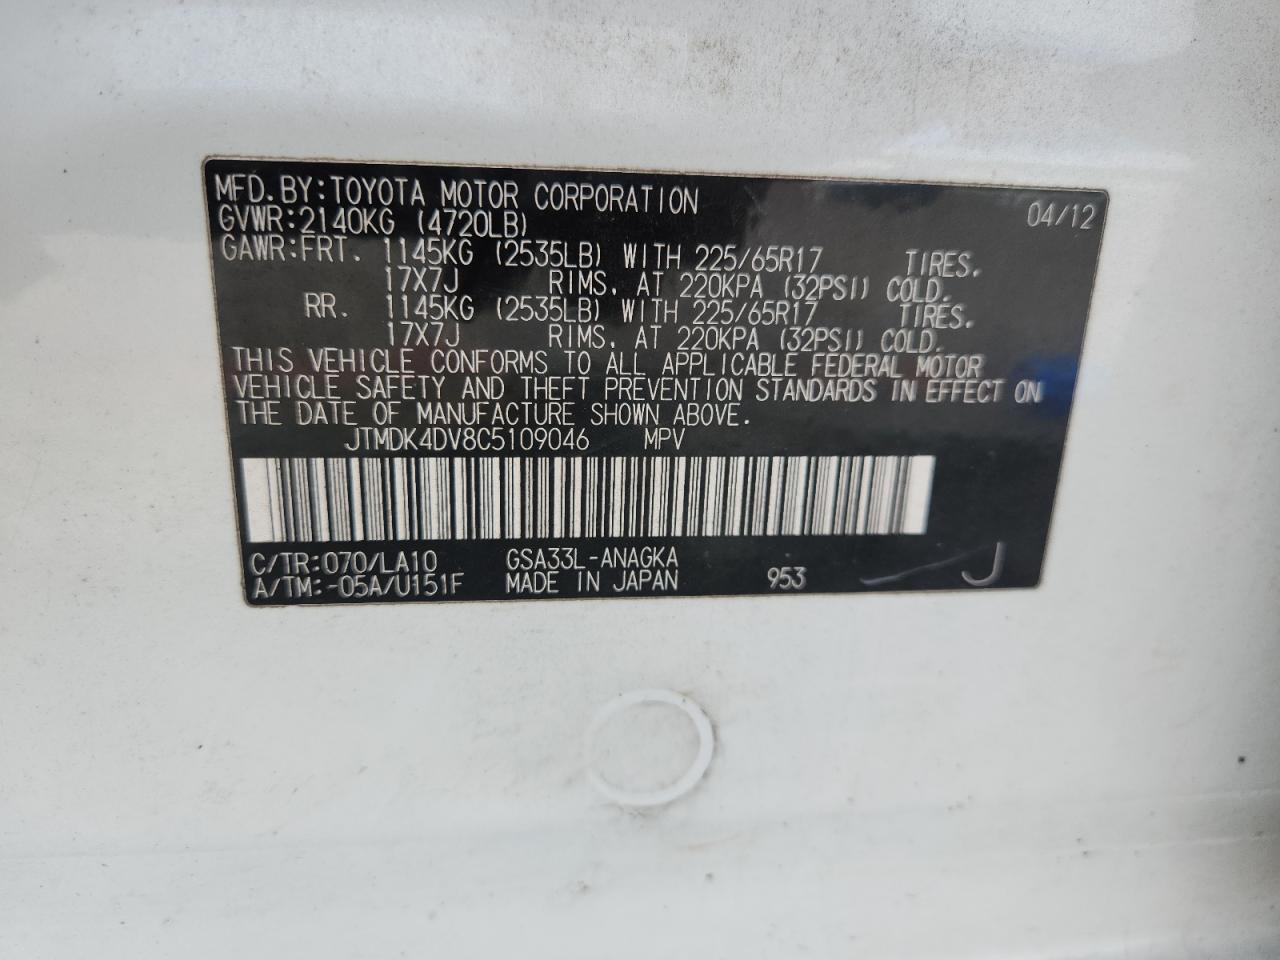 MFD.BY:TOYOTA MOTOR CORPORATION 04/12
GVWR:2140KG (4720LB)
GAWR:FRT. 1145KG (2535LB) WITH 225/65R17 TIRES.
17X7J RIMS, AT 220KPA (32PSI) COLD.
RR. 1145KG (2535LB) WITH 225/65R17 TIRES.
17X7J RIMS, AT 220KPA (32PSI) COLD.
THIS VEHICLE CONFORMS TO ALL APPLICABLE FEDERAL MOTOR
VEHICLE SAFETY AND THEFT PREVENTION STANDARDS IN EFFECT ON
THE DATE OF MANUFACTURE SHOWN ABOVE.
JTMDK4DV8C5109046 MPV
C/TR:070/LA10 GSA33L-ANAGKA
A/TM:-05A/U151F MADE IN JAPAN 953 J